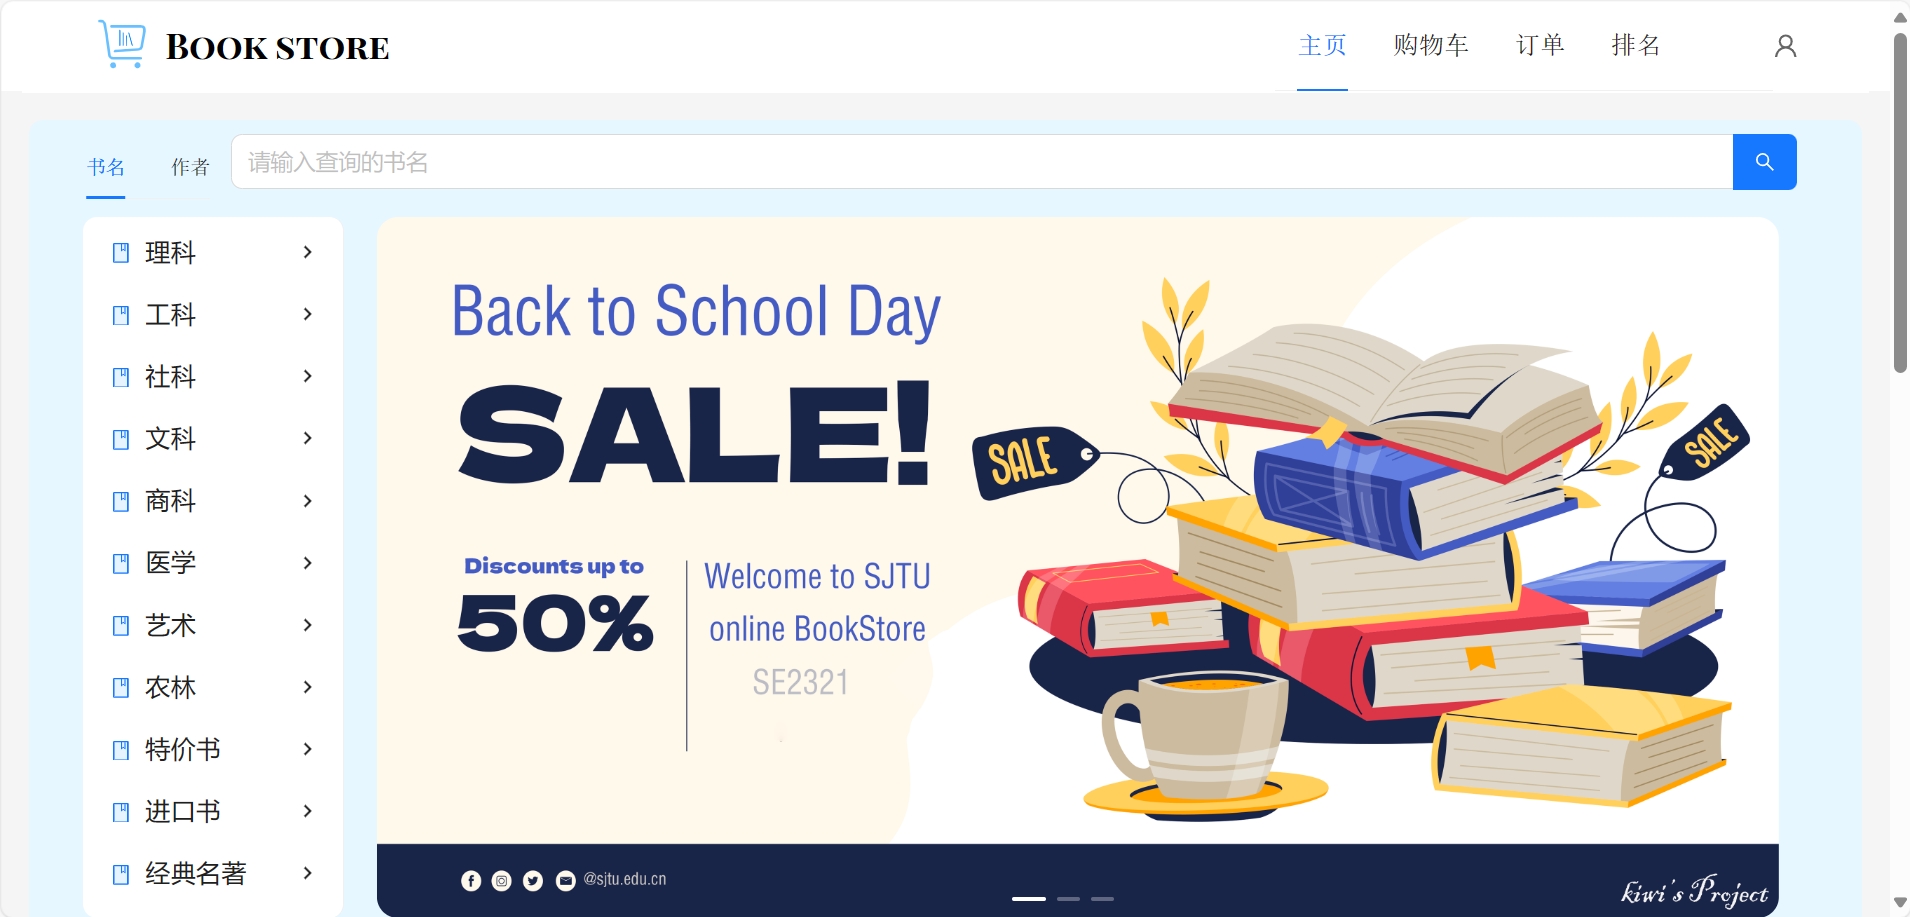 BOOK STORE
主页 购物车 订单 排名
书名 作者 请输入查询的书名
理科
工科
社科
文科
商科
医学
艺术
农林
特价书
进口书
经典名著
Back to School Day
SALE!
Discounts up to
50%
Welcome to SJTU
online BookStore
SE2321
SALE
SALE
@sjtu.edu.cn
kiwi's Project